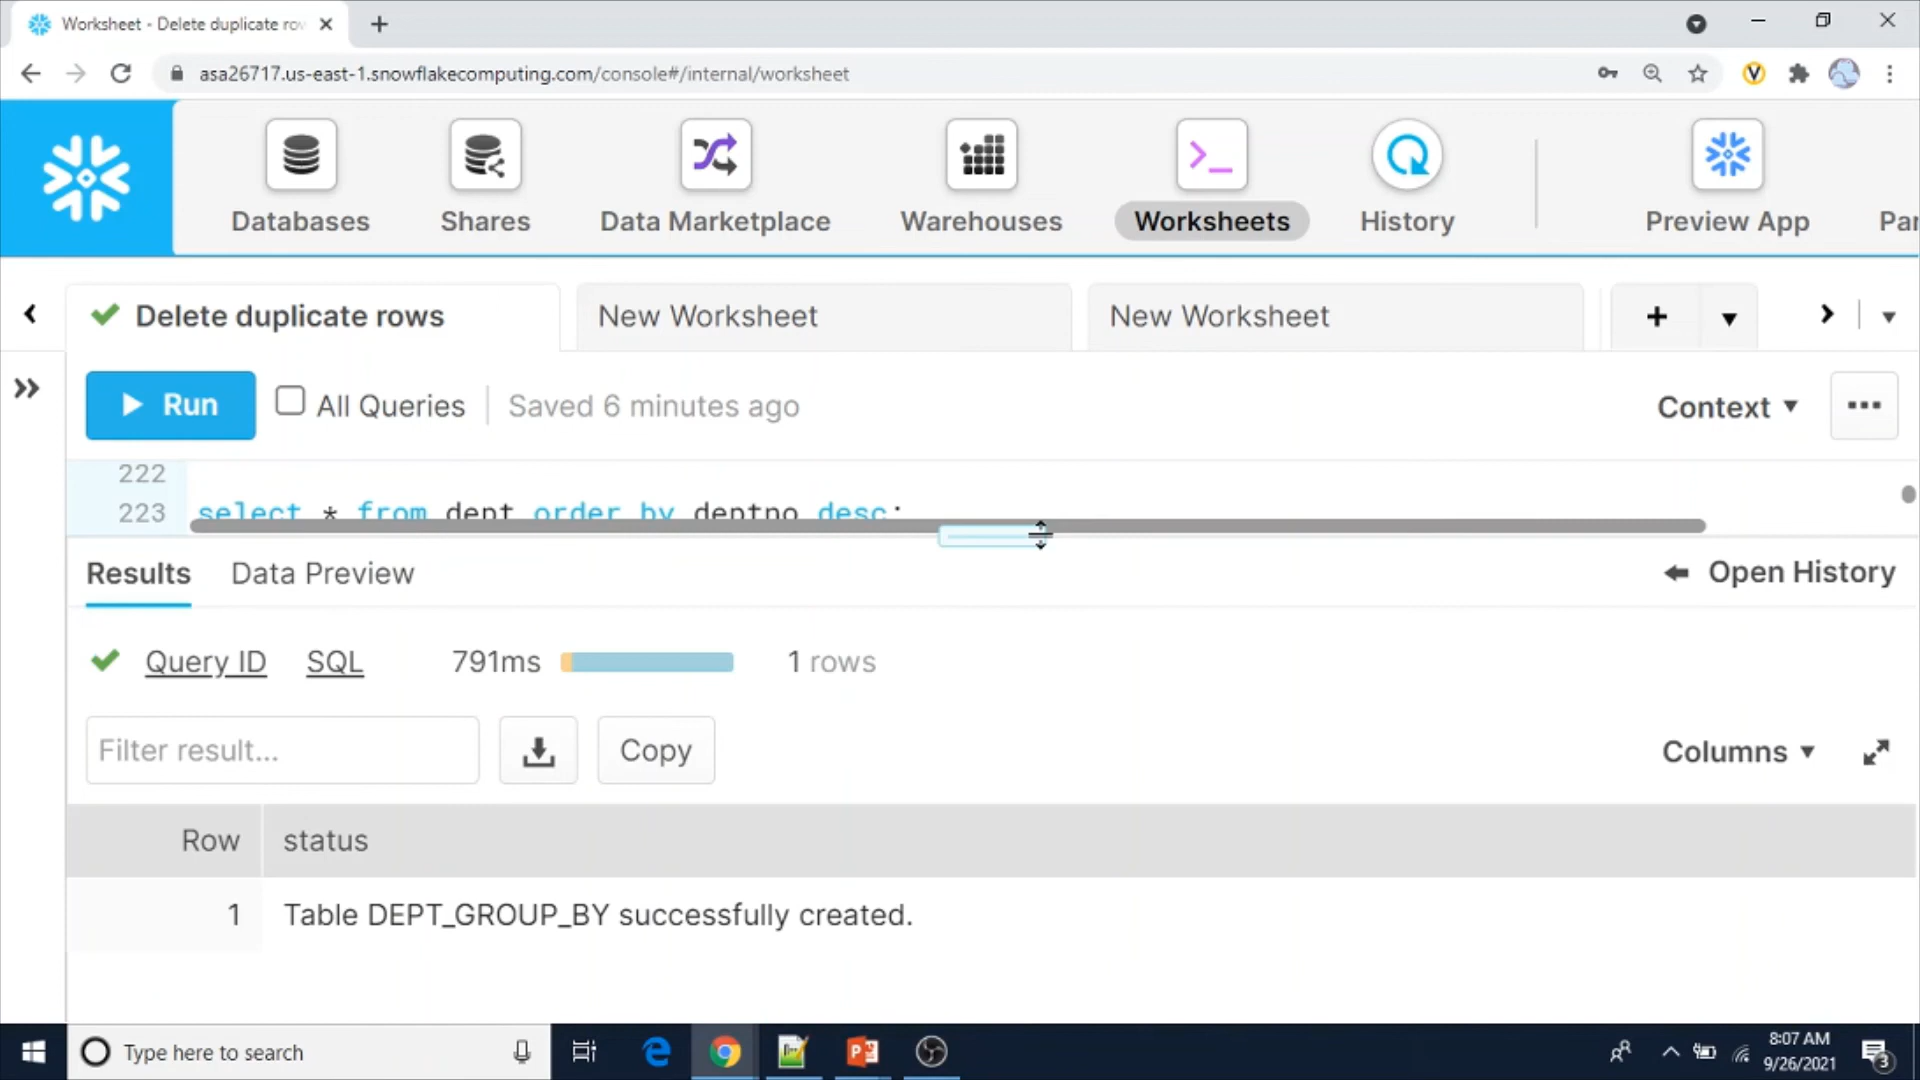 Worksheet - Delete duplicate rov
asa26717.us-east-1.snowflakecomputing.com/console#/internal/worksheet
Databases
Shares
Data Marketplace
Warehouses
Worksheets
History
Preview App
Par
Delete duplicate rows
New Worksheet
New Worksheet
Run
All Queries
Saved 6 minutes ago
Context
222
223 select * from dept order by deptno desc;
Results
Data Preview
Open History
Query ID
SQL
791ms
1 rows
Filter result...
Copy
Columns
Row status
1 Table DEPT_GROUP_BY successfully created.
Type here to search
8:07 AM
9/26/2021
3